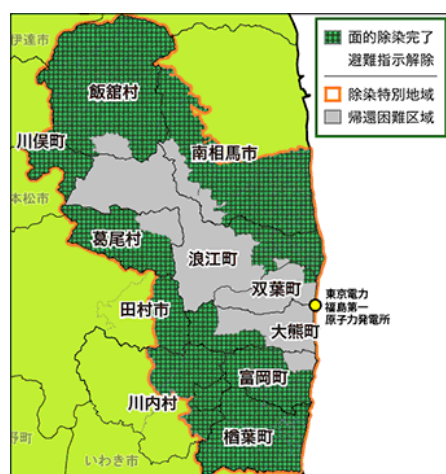 伊達市
面的除染完了
避難指示解除
除染特別地域
帰還困難区域
飯舘村
川俣町
南相馬市
本松市
葛尾村
浪江町
双葉町
東京電力
福島第一
原子力発電所
田村市
大熊町
富岡町
川内村
楢葉町
野町
いわき市